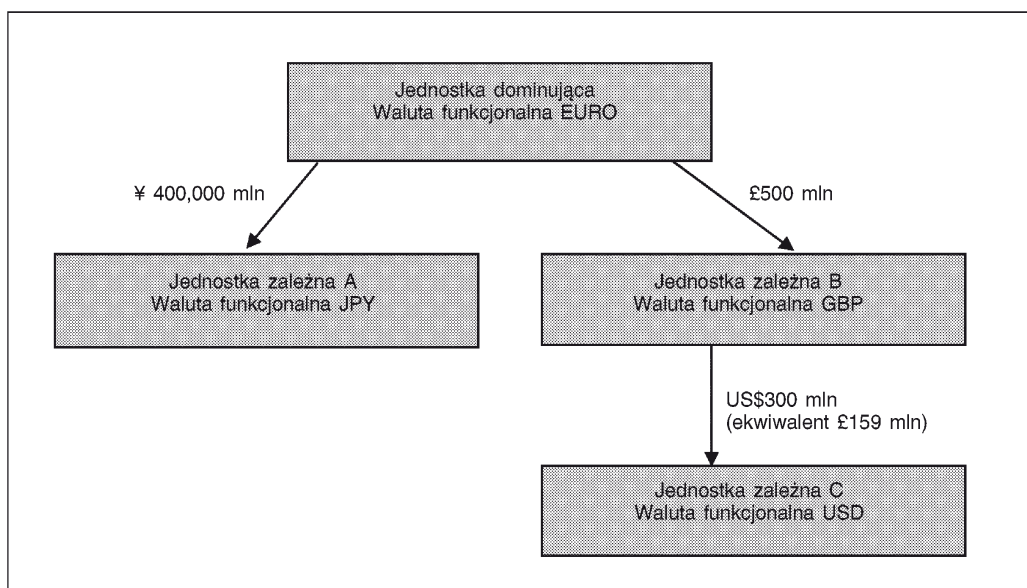 Jednostka dominująca
Waluta funkcjonalna EURO
¥ 400,000 mln
£500 mln
Jednostka zależna A
Waluta funkcjonalna JPY
Jednostka zależna B
Waluta funkcjonalna GBP
US$300 mln
(ekwiwalent £159 mln)
Jednostka zależna C
Waluta funkcjonalna USD